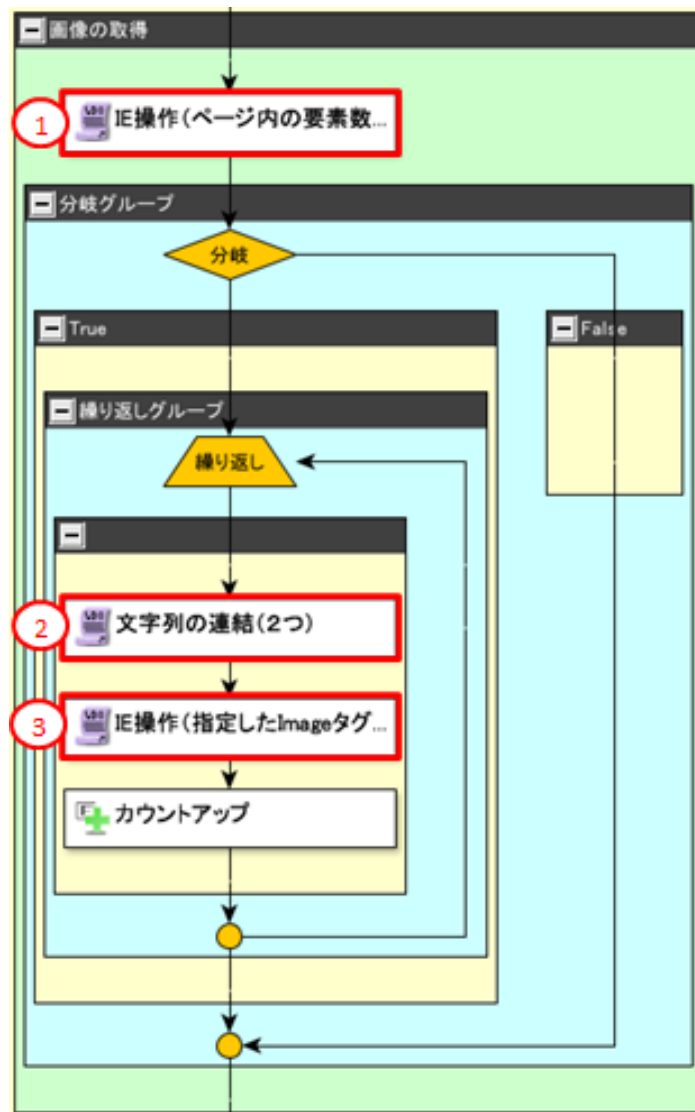 画像の取得
1
IE操作(ページ内の要素数...
分岐グループ
分岐
True
False
繰り返しグループ
繰り返し
2
文字列の連結(2つ)
3
IE操作(指定したImageタグ...
カウントアップ